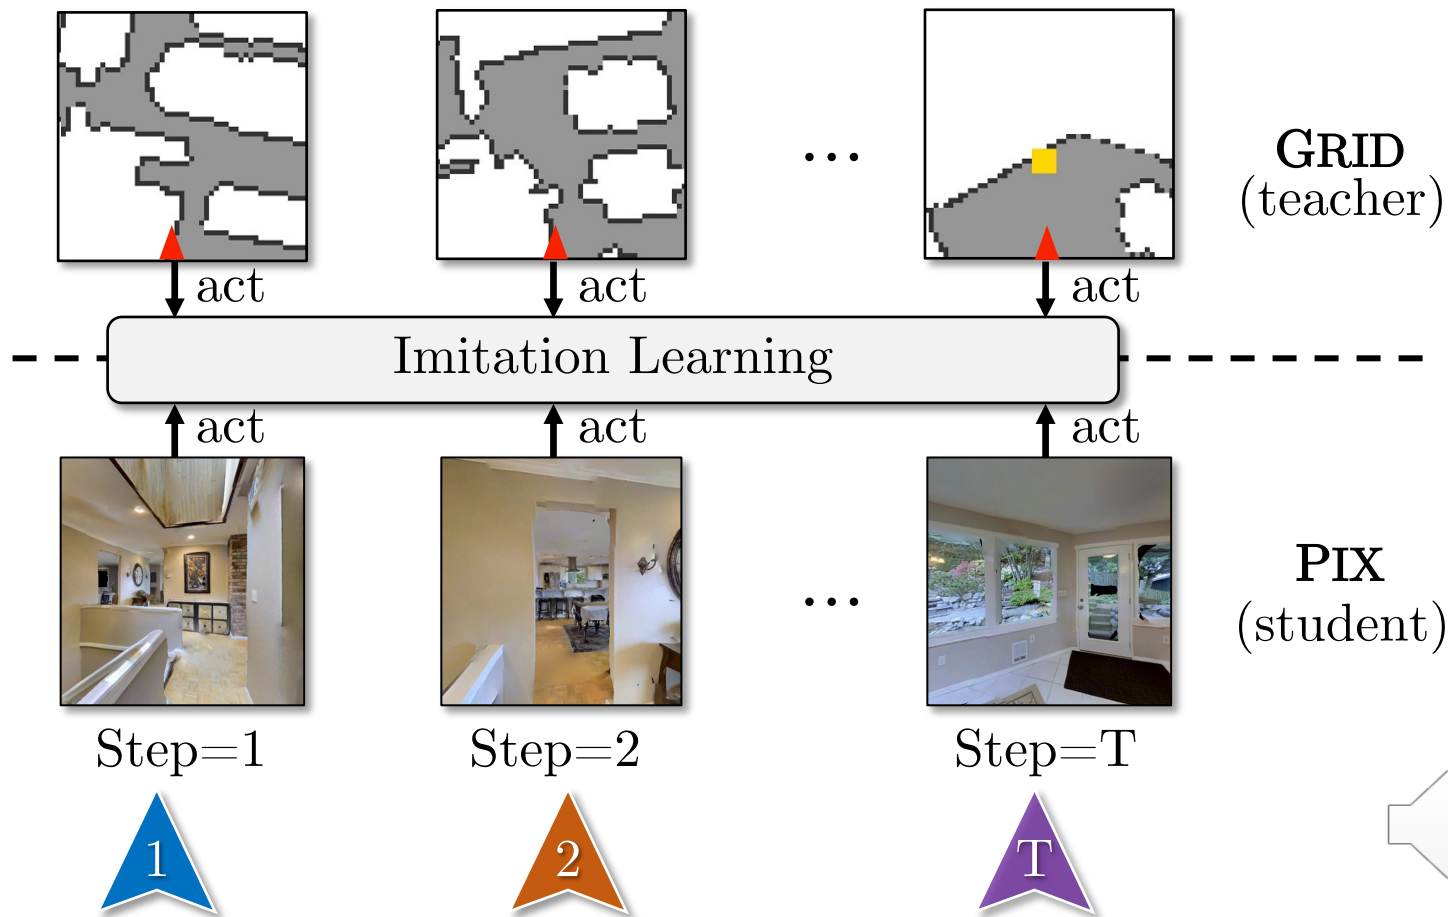 … GRID
(teacher)
act act act
Imitation Learning
act act act
… PIX
(student)
Step=1 Step=2 Step=T
1 2 T